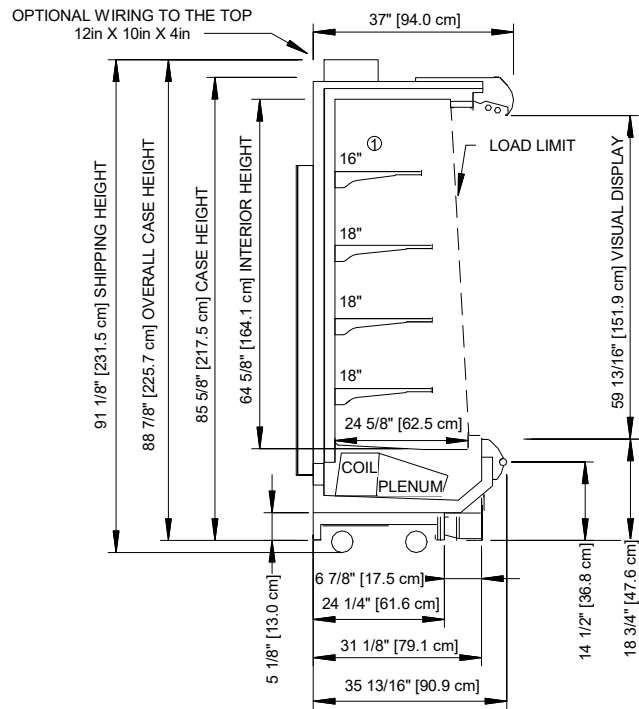 OPTIONAL WIRING TO THE TOP
12in X 10in X 4in
37" [94.0 cm]
LOAD LIMIT
①
16"
18"
18"
18"
91 1/8" [231.5 cm] SHIPPING HEIGHT
88 7/8" [225.7 cm] OVERALL CASE HEIGHT
85 5/8" [217.5 cm] CASE HEIGHT
64 5/8" [164.1 cm] INTERIOR HEIGHT
59 13/16" [151.9 cm] VISUAL DISPLAY
24 5/8" [62.5 cm]
COIL
PLENUM
6 7/8" [17.5 cm]
24 1/4" [61.6 cm]
31 1/8" [79.1 cm]
35 13/16" [90.9 cm]
5 1/8" [13.0 cm]
14 1/2" [36.8 cm]
18 3/4" [47.6 cm]